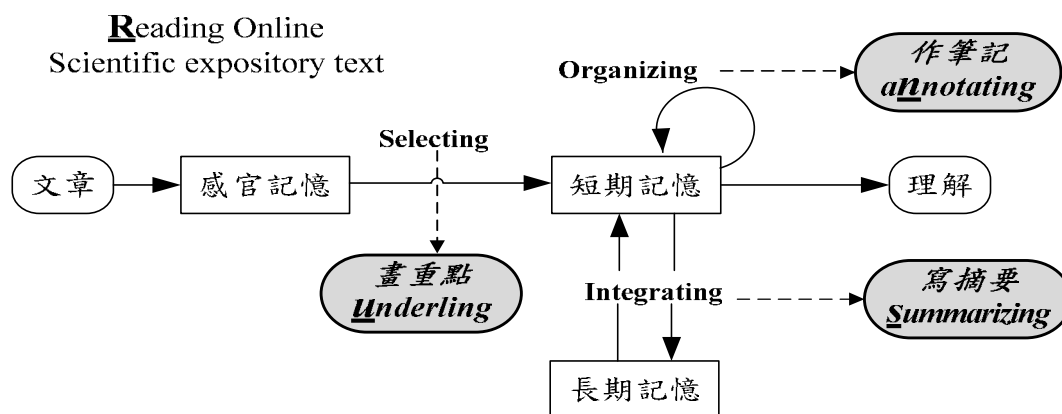 Reading Online
Scientific expository text
Organizing
作筆記
annotating
Selecting
文章
感官記憶
短期記憶
理解
畫重點
underling
Integrating
寫摘要
summarizing
長期記憶